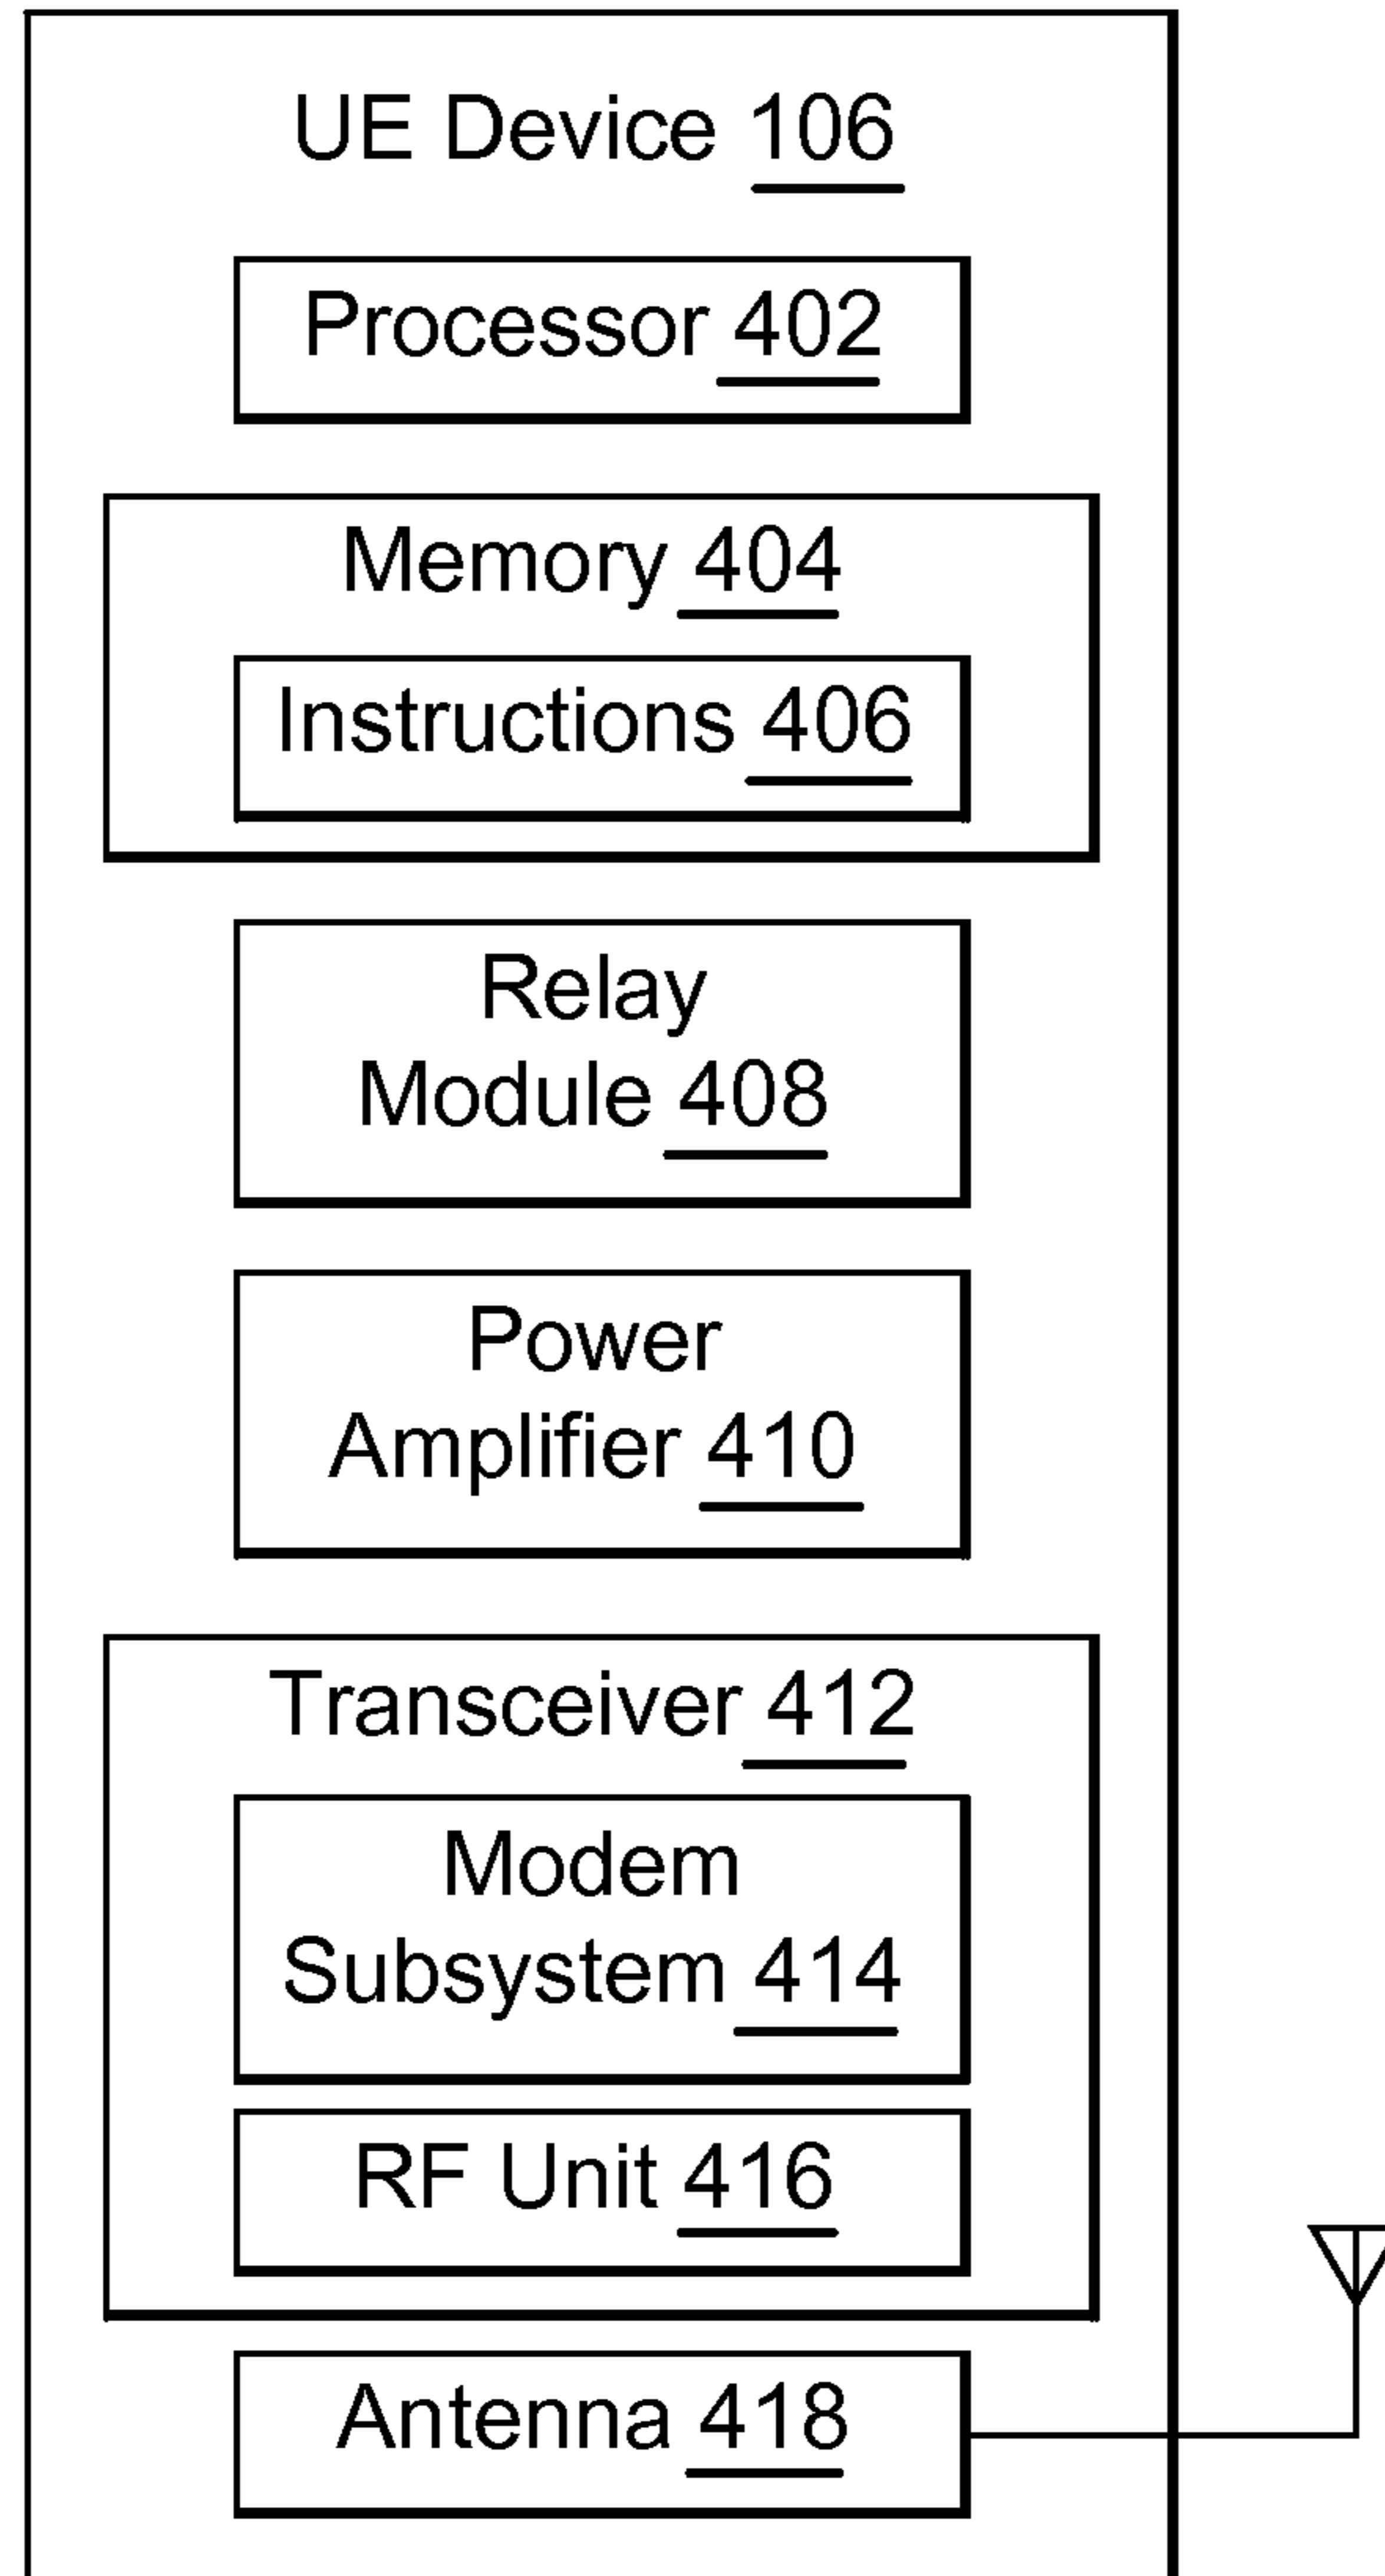 UE Device 106
Processor 402
Memory 404
Instructions 406
Relay
Module 408
Power
Amplifier 410
Transceiver 412
Modem
Subsystem 414
RF Unit 416
Antenna 418